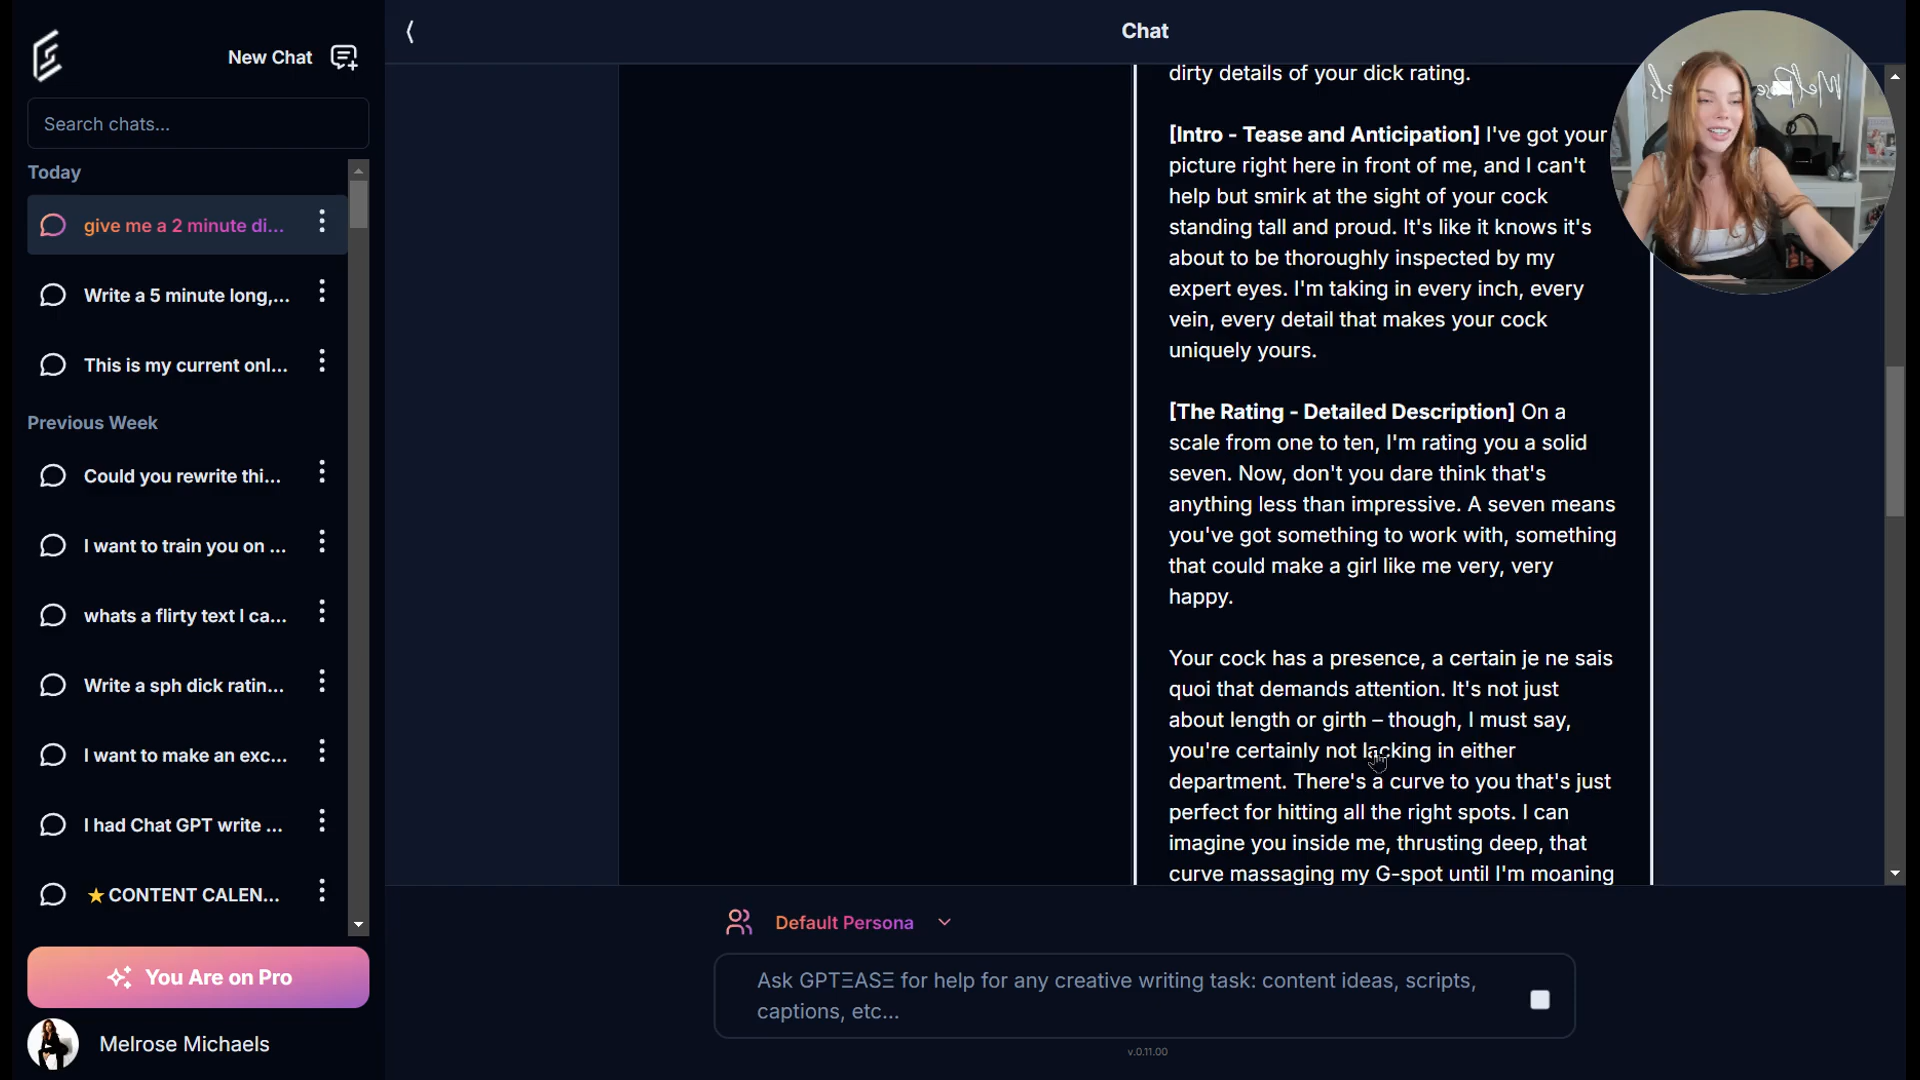 New Chat
Search chats...
Today
give me a 2 minute di...
Write a 5 minute long,...
This is my current onl...
Previous Week
Could you rewrite thi...
I want to train you on ...
whats a flirty text I ca...
Write a sph dick ratin...
I want to make an exc...
I had Chat GPT write ...
⭐CONTENT CALEN...
You Are on Pro
Melrose Michaels
Chat
dirty details of your dick rating.
[Intro - Tease and Anticipation] I've got your
picture right here in front of me, and I can't
help but smirk at the sight of your cock
standing tall and proud. It's like it knows it's
about to be thoroughly inspected by my
expert eyes. I'm taking in every inch, every
vein, every detail that makes your cock
uniquely yours.
[The Rating - Detailed Description] On a
scale from one to ten, I'm rating you a solid
seven. Now, don't you dare think that's
anything less than impressive. A seven means
you've got something to work with, something
that could make a girl like me very, very
happy.
Your cock has a presence, a certain je ne sais
quoi that demands attention. It's not just
about length or girth – though, I must say,
you're certainly not lacking in either
department. There's a curve to you that's just
perfect for hitting all the right spots. I can
imagine you inside me, thrusting deep, that
curve massaging my G-spot until I'm moaning
Default Persona
Ask GPTΞASΞ for help for any creative writing task: content ideas, scripts,
captions, etc...
v.0.11.00